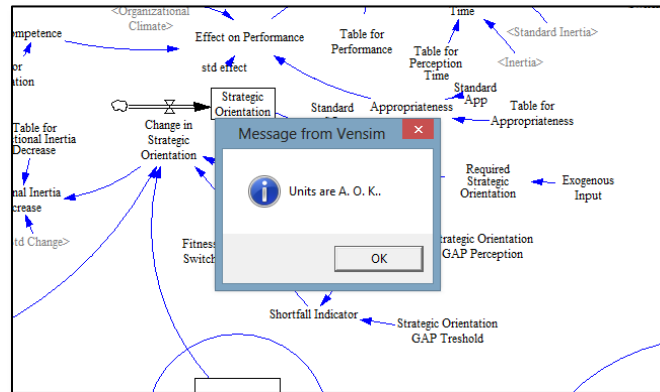 <Organizational
Climate>
Time
<Standard Inertia>
ompetence
Effect on Performance
Table for
Performance
Table for
Perception
Time
<Inertia>
or
ation
std effect
Strategic
Orientation
Standard
Appropriateness
Standard
App
Table for
Appropriateness
Table for
ational Inertia
Decrease
Change in
Strategic
Orientation
Message from Vensim
Units are A. O. K..
OK
Required
Strategic
Orientation
Exogenous
Input
nal Inertia
crease
td Change>
Fitness
Switch
trategic Orientation
GAP Perception
Shortfall Indicator
Strategic Orientation
GAP Treshold